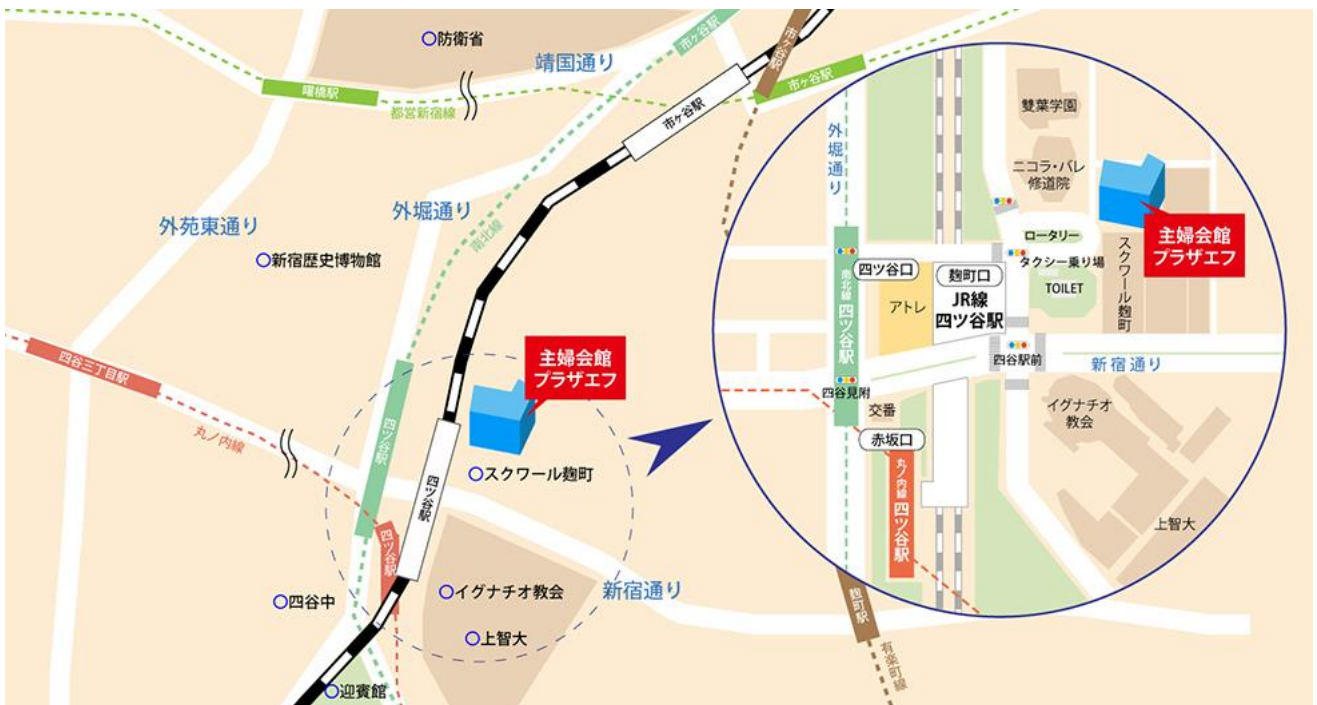 防衛省
靖国通り
市ヶ谷駅
市ヶ谷駅
市ヶ谷駅
市ヶ谷駅
曙橋駅
都営新宿線
外苑東通り
外堀通り
南北線
新宿歴史博物館
四谷三丁目駅
丸ノ内線
四ツ谷駅
四ツ谷駅
四ツ谷駅
主婦会館
プラザエフ
スクワール麹町
四谷中
イグナチオ教会
上智大
新宿通り
迎賓館
麹町駅
有楽町線
外堀通り
雙葉学園
ニコラ・バレ
修道院
主婦会館
プラザエフ
ロータリー
タクシー乗り場
TOILET
スクワール麹町
四ツ谷口
麹町口
アトレ
JR線
四ツ谷駅
南北線 四ツ谷駅
四谷駅前
新宿通り
四谷見附
交番
赤坂口
丸ノ内線 四ツ谷駅
イグナチオ
教会
上智大